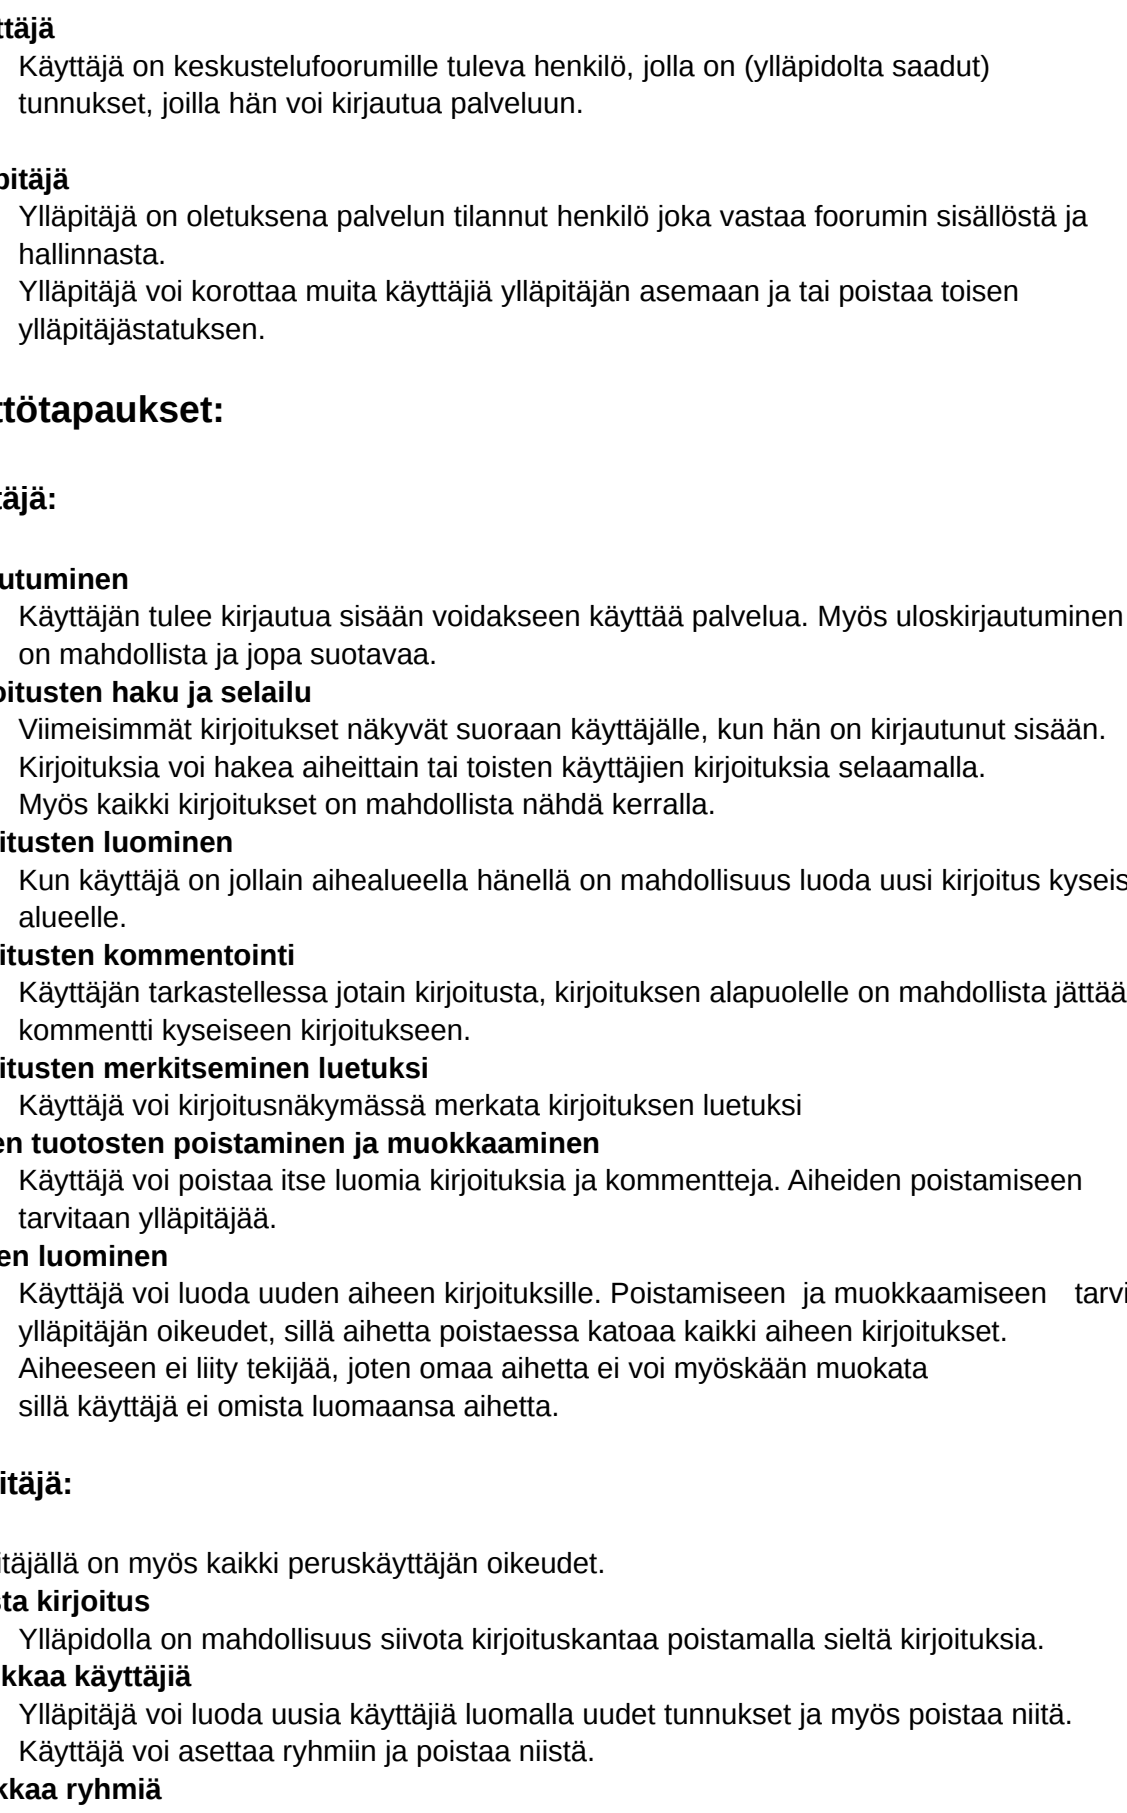 ttäjä
Käyttäjä on keskustelufoorumille tuleva henkilö, jolla on (ylläpidolta saadut)
tunnukset, joilla hän voi kirjautua palveluun.
pitäjä
Ylläpitäjä on oletuksena palvelun tilannut henkilö joka vastaa foorumin sisällöstä ja
hallinnasta.
Ylläpitäjä voi korottaa muita käyttäjiä ylläpitäjän asemaan ja tai poistaa toisen
ylläpitäjästatuksen.
ttötapaukset:
täjä:
utuminen
Käyttäjän tulee kirjautua sisään voidakseen käyttää palvelua. Myös uloskirjautuminen
on mahdollista ja jopa suotavaa.
oitusten haku ja selailu
Viimeisimmät kirjoitukset näkyvät suoraan käyttäjälle, kun hän on kirjautunut sisään.
Kirjoituksia voi hakea aiheittain tai toisten käyttäjien kirjoituksia selaamalla.
Myös kaikki kirjoitukset on mahdollista nähdä kerralla.
itusten luominen
Kun käyttäjä on jollain aihealueella hänellä on mahdollisuus luoda uusi kirjoitus kyseis
alueelle.
itusten kommentointi
Käyttäjän tarkastellessa jotain kirjoitusta, kirjoituksen alapuolelle on mahdollista jättää
kommentti kyseiseen kirjoitukseen.
itusten merkitseminen luetuksi
Käyttäjä voi kirjoitusnäkymässä merkata kirjoituksen luetuksi
en tuotosten poistaminen ja muokkaaminen
Käyttäjä voi poistaa itse luomia kirjoituksia ja kommentteja. Aiheiden poistamiseen
tarvitaan ylläpitäjää.
en luominen
Käyttäjä voi luoda uuden aiheen kirjoituksille. Poistamiseen ja muokkaamiseen tarvi
ylläpitäjän oikeudet, sillä aihetta poistaessa katoaa kaikki aiheen kirjoitukset.
Aiheeseen ei liity tekijää, joten omaa aihetta ei voi myöskään muokata
sillä käyttäjä ei omista luomaansa aihetta.
itäjä:
itäjällä on myös kaikki peruskäyttäjän oikeudet.
sta kirjoitus
Ylläpidolla on mahdollisuus siivota kirjoituskantaa poistamalla sieltä kirjoituksia.
kkaa käyttäjiä
Ylläpitäjä voi luoda uusia käyttäjiä luomalla uudet tunnukset ja myös poistaa niitä.
Käyttäjä voi asettaa ryhmiin ja poistaa niistä.
kkaa ryhmiä